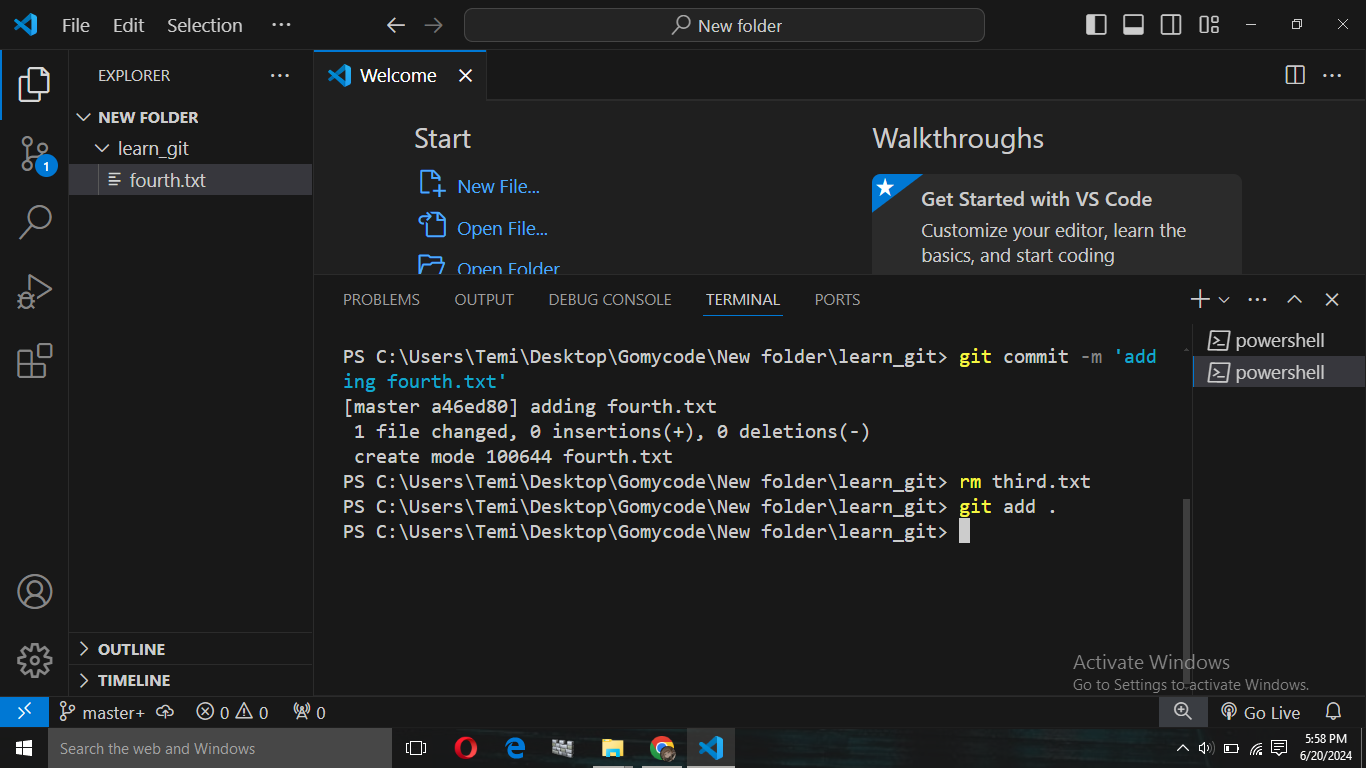 File Edit Selection ··· New folder
EXPLORER ···
NEW FOLDER
learn_git
fourth.txt
1
OUTLINE
TIMELINE
Welcome
Start
New File...
Open File...
Open Folder
Walkthroughs
Get Started with VS Code
Customize your editor, learn the
basics, and start coding
PROBLEMS OUTPUT DEBUG CONSOLE TERMINAL PORTS
PS C:\Users\Temi\Desktop\Gomycode\New folder\learn_git> git commit -m 'add
ing fourth.txt'
[master a46ed80] adding fourth.txt
1 file changed, 0 insertions(+), 0 deletions(-)
create mode 100644 fourth.txt
PS C:\Users\Temi\Desktop\Gomycode\New folder\learn_git> rm third.txt
PS C:\Users\Temi\Desktop\Gomycode\New folder\learn_git> git add .
PS C:\Users\Temi\Desktop\Gomycode\New folder\learn_git>
powershell
powershell
Activate Windows
Go to Settings to activate Windows.
master+ 0 0 0 Go Live
Search the web and Windows
5:58 PM
6/20/2024